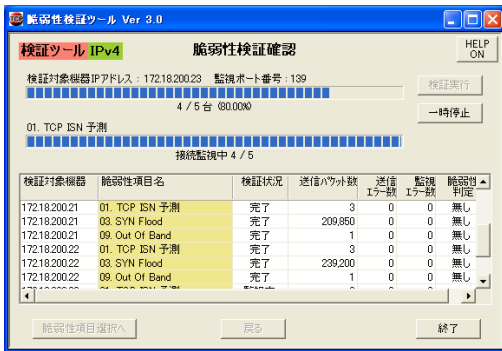 脆弱性検証ツール Ver 3.0
検証ツール IPv4 脆弱性検証確認 HELP ON
検証対象機器IPアドレス : 172.18.200.23 監視ポート番号 : 139
検証実行
4 / 5 台 (80.00%)
一時停止
01. TCP ISN 予測
接続監視中 4 / 5
検証対象機器 脆弱性項目名 検証状況 送信パケット数 送信エラー数 監視エラー数 脆弱性判定
172.18.200.21 01. TCP ISN 予測 完了 3 0 0 無し
172.18.200.21 03. SYN Flood 完了 209,850 0 0 無し
172.18.200.21 09. Out Of Band 完了 1 0 0 無し
172.18.200.22 01. TCP ISN 予測 完了 3 0 0 無し
172.18.200.22 03. SYN Flood 完了 239,200 0 0 無し
172.18.200.22 09. Out Of Band 完了 1 0 0 無し
脆弱性項目選択へ 戻る 終了